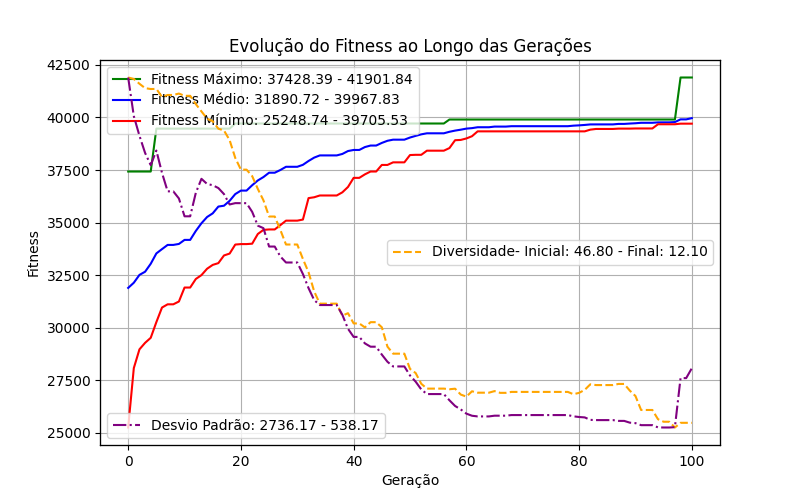 Evolução do Fitness ao Longo das Gerações
42500
40000
37500
35000
32500
30000
27500
25000
Fitness
Fitness Máximo: 37428.39 - 41901.84
Fitness Médio: 31890.72 - 39967.83
Fitness Mínimo: 25248.74 - 39705.53
Diversidade- Inicial: 46.80 - Final: 12.10
Desvio Padrão: 2736.17 - 538.17
0
20
40
60
80
100
Geração